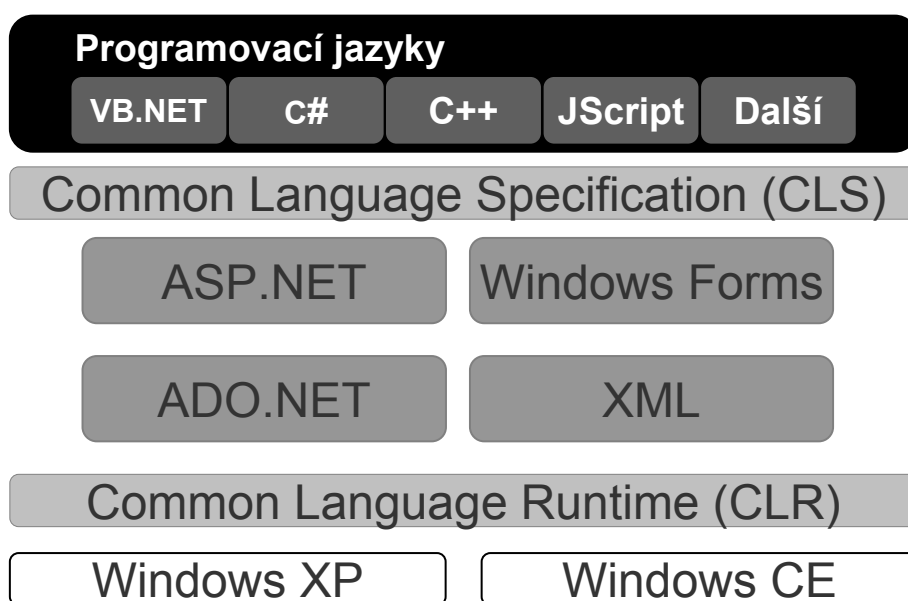 Programovací jazyky
VB.NET C# C++ JScript Další
Common Language Specification (CLS)
ASP.NET Windows Forms
ADO.NET XML
Common Language Runtime (CLR)
Windows XP Windows CE